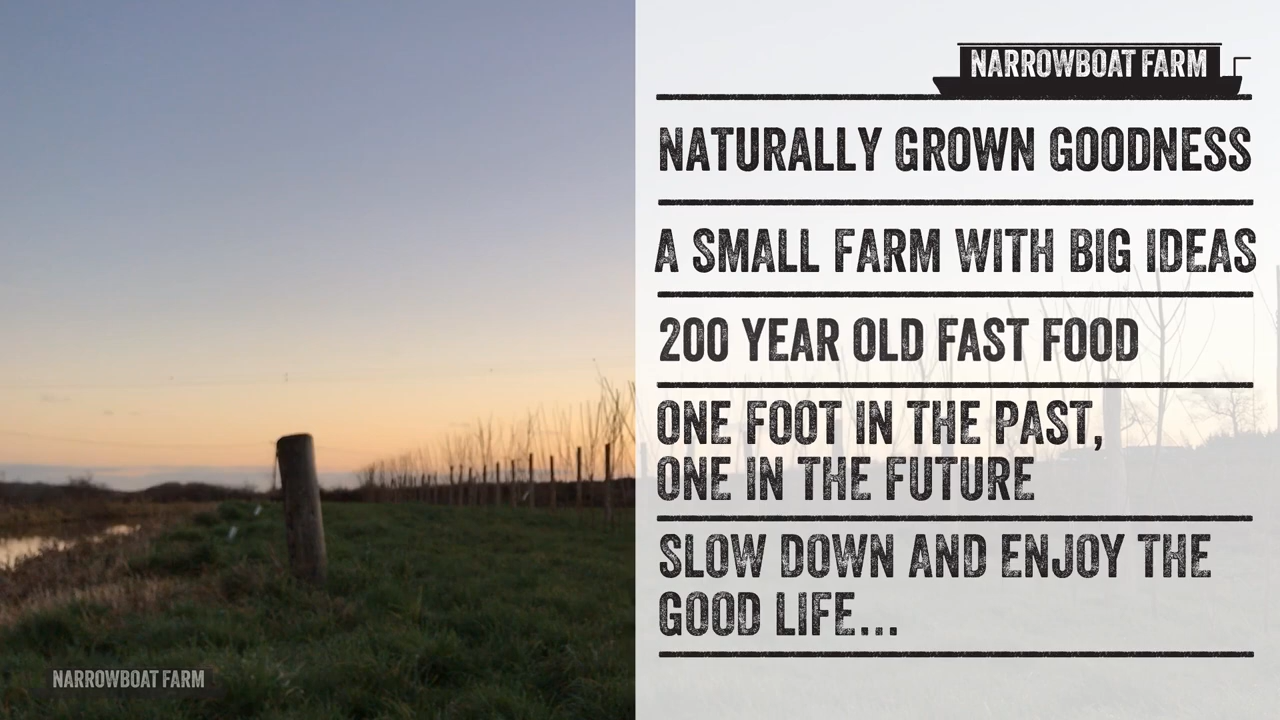 NARROWBOAT FARM
NATURALLY GROWN GOODNESS
A SMALL FARM WITH BIG IDEAS
200 YEAR OLD FAST FOOD
ONE FOOT IN THE PAST,
ONE IN THE FUTURE
SLOW DOWN AND ENJOY THE
GOOD LIFE...
NARROWBOAT FARM